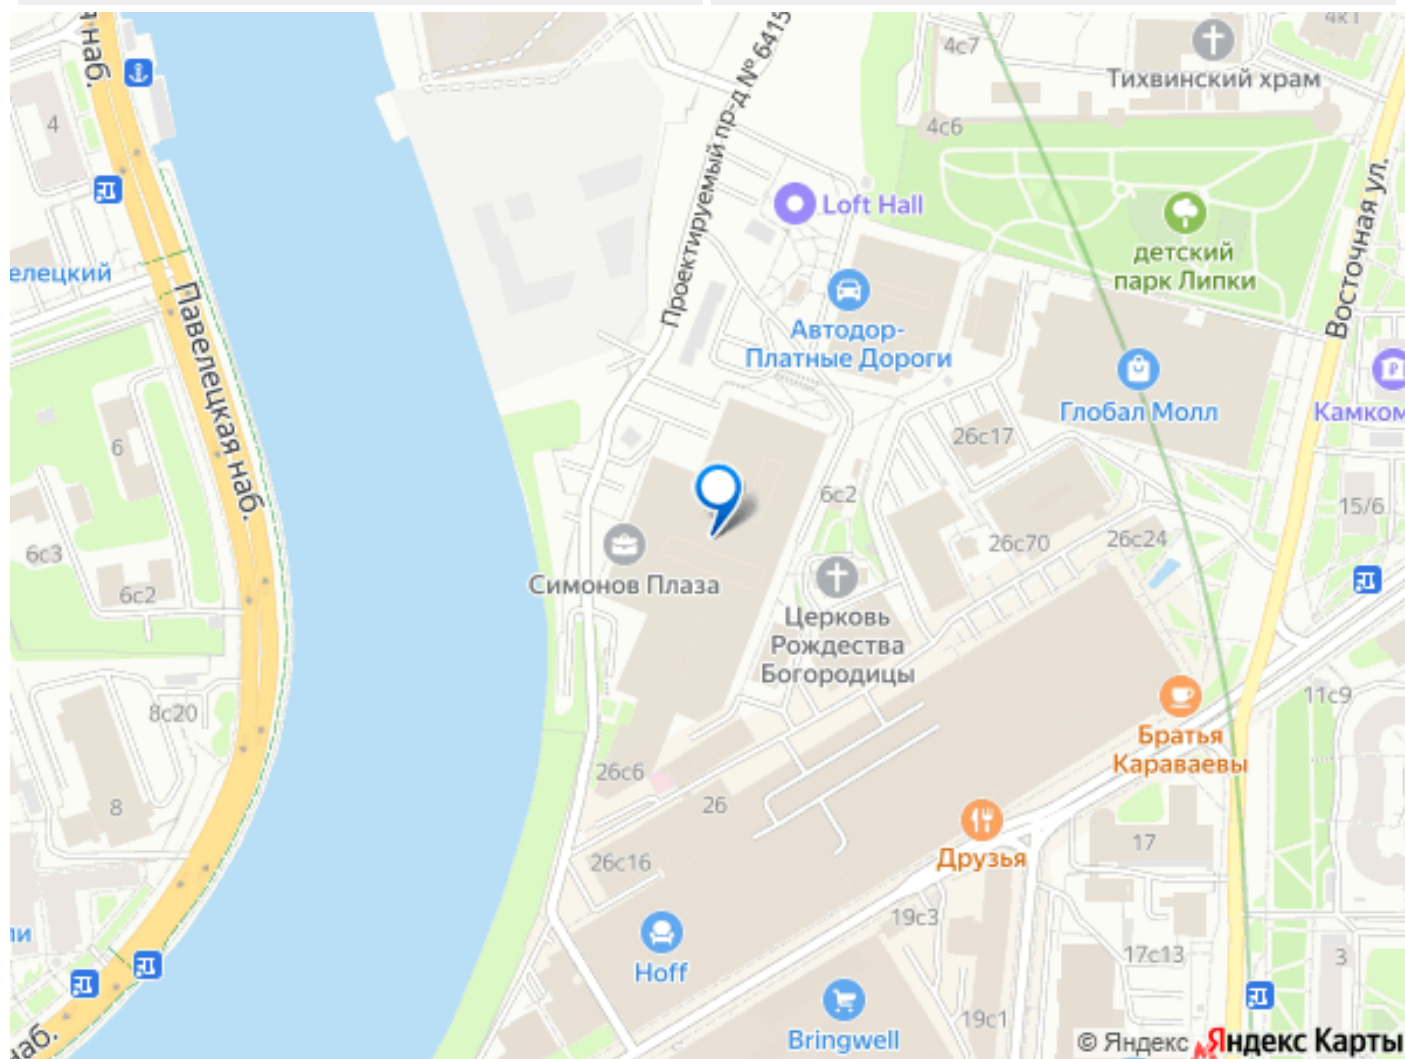 наб.
4
4с7
4к1
Тихвинский храм
4с6
Проектируемый пр-д № 6415
Восточная ул.
Loft Hall
детский
парк Липки
елецкий
Павелецкая наб.
Автодор-
Платные Дороги
Глобал Молл
Камком
26с17
6
6с2
15/6
6с3
26с70
26с24
Симонов Плаза
6с2
Церковь
Рождества
Богородицы
8с20
11с9
Братья
Караваевы
26с6
26
8
17
26с16
Друзья
19с3
ли
17с13
3
Hoff
19с1
наб.
Bringwell
© Яндекс
Яндекс Карты